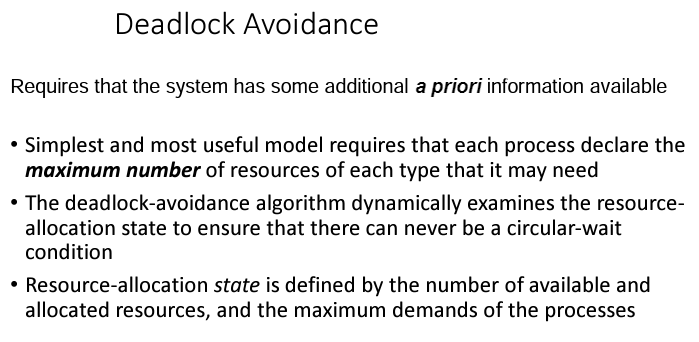 Deadlock Avoidance
Requires that the system has some additional a priori information available
• Simplest and most useful model requires that each process declare the
maximum number of resources of each type that it may need
• The deadlock-avoidance algorithm dynamically examines the resource-
allocation state to ensure that there can never be a circular-wait
condition
• Resource-allocation state is defined by the number of available and
allocated resources, and the maximum demands of the processes